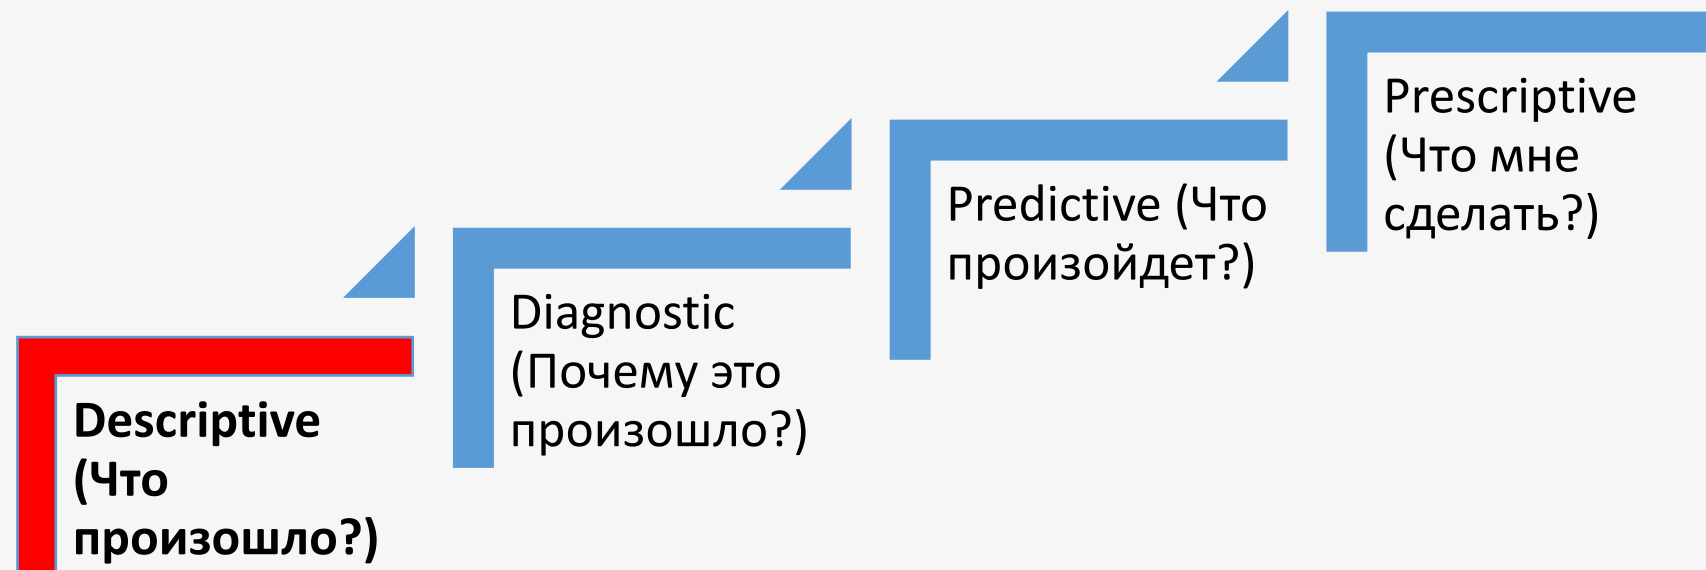 Descriptive
(Что
произошло?)
Diagnostic
(Почему это
произошло?)
Predictive (Что
произойдет?)
Prescriptive
(Что мне
сделать?)